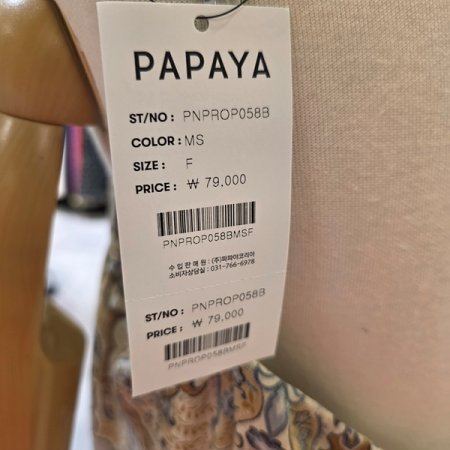 PAPAYA
ST/NO : PNPROP058B
COLOR : MS
SIZE : F
PRICE : ₩ 79,000
PNPROP058BMSF
수입판매원 : (주)파파야코리아
소비자상담실 : 031-766-6978
ST/NO : PNPROP058B
PRICE : ₩ 79,000
PNPROP058BMSF